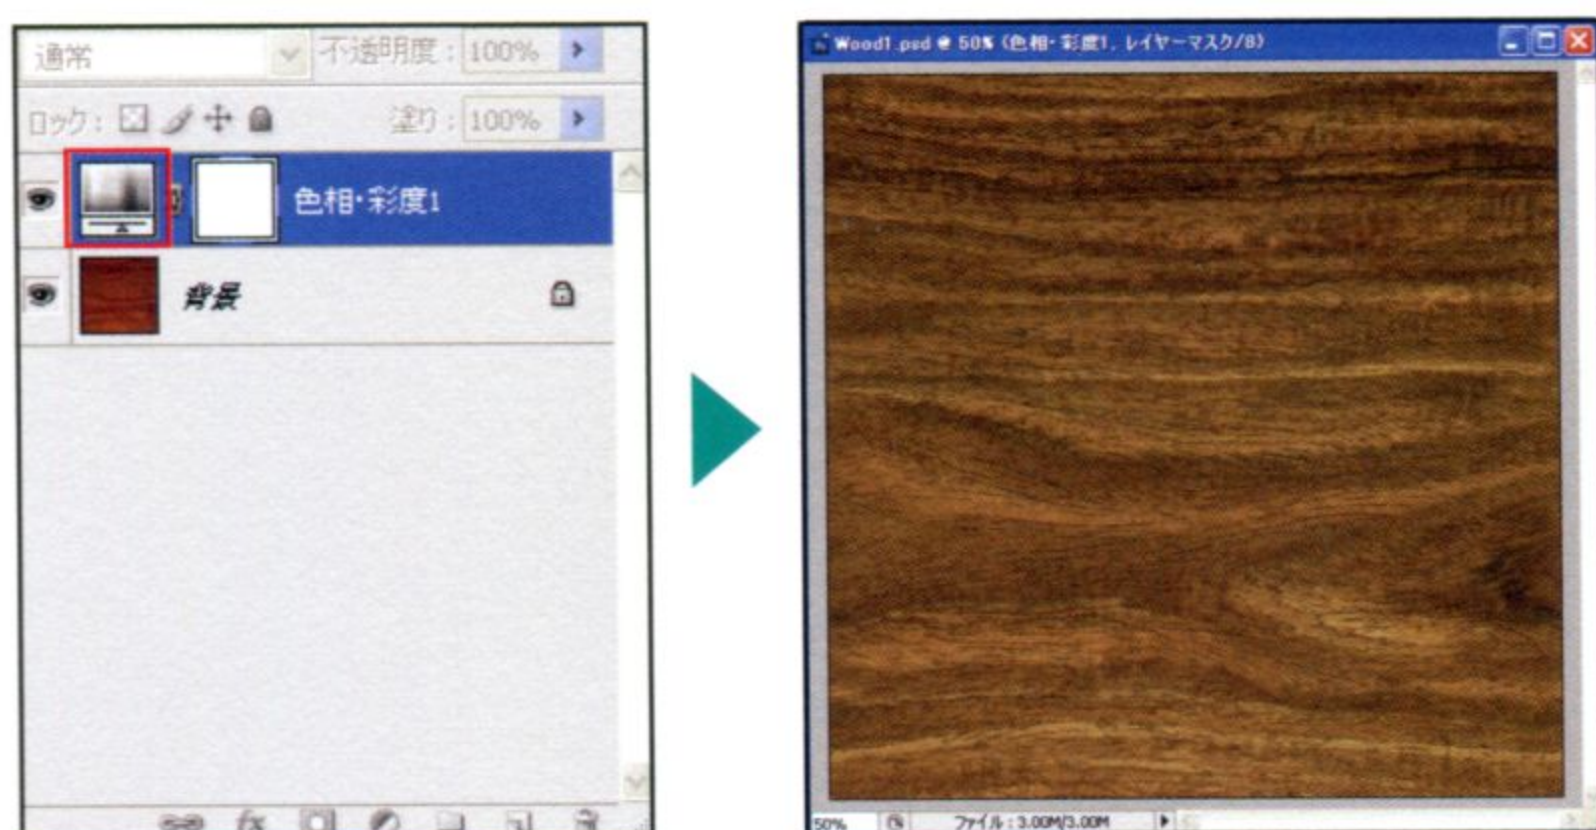 通常
不透明度：100%
ロック：
塗り：100%
色相・彩度1
背景
Wood1.psd @ 50% (色相・彩度1, レイヤーマスク/8)
50%
ファイル：3.00M/3.00M